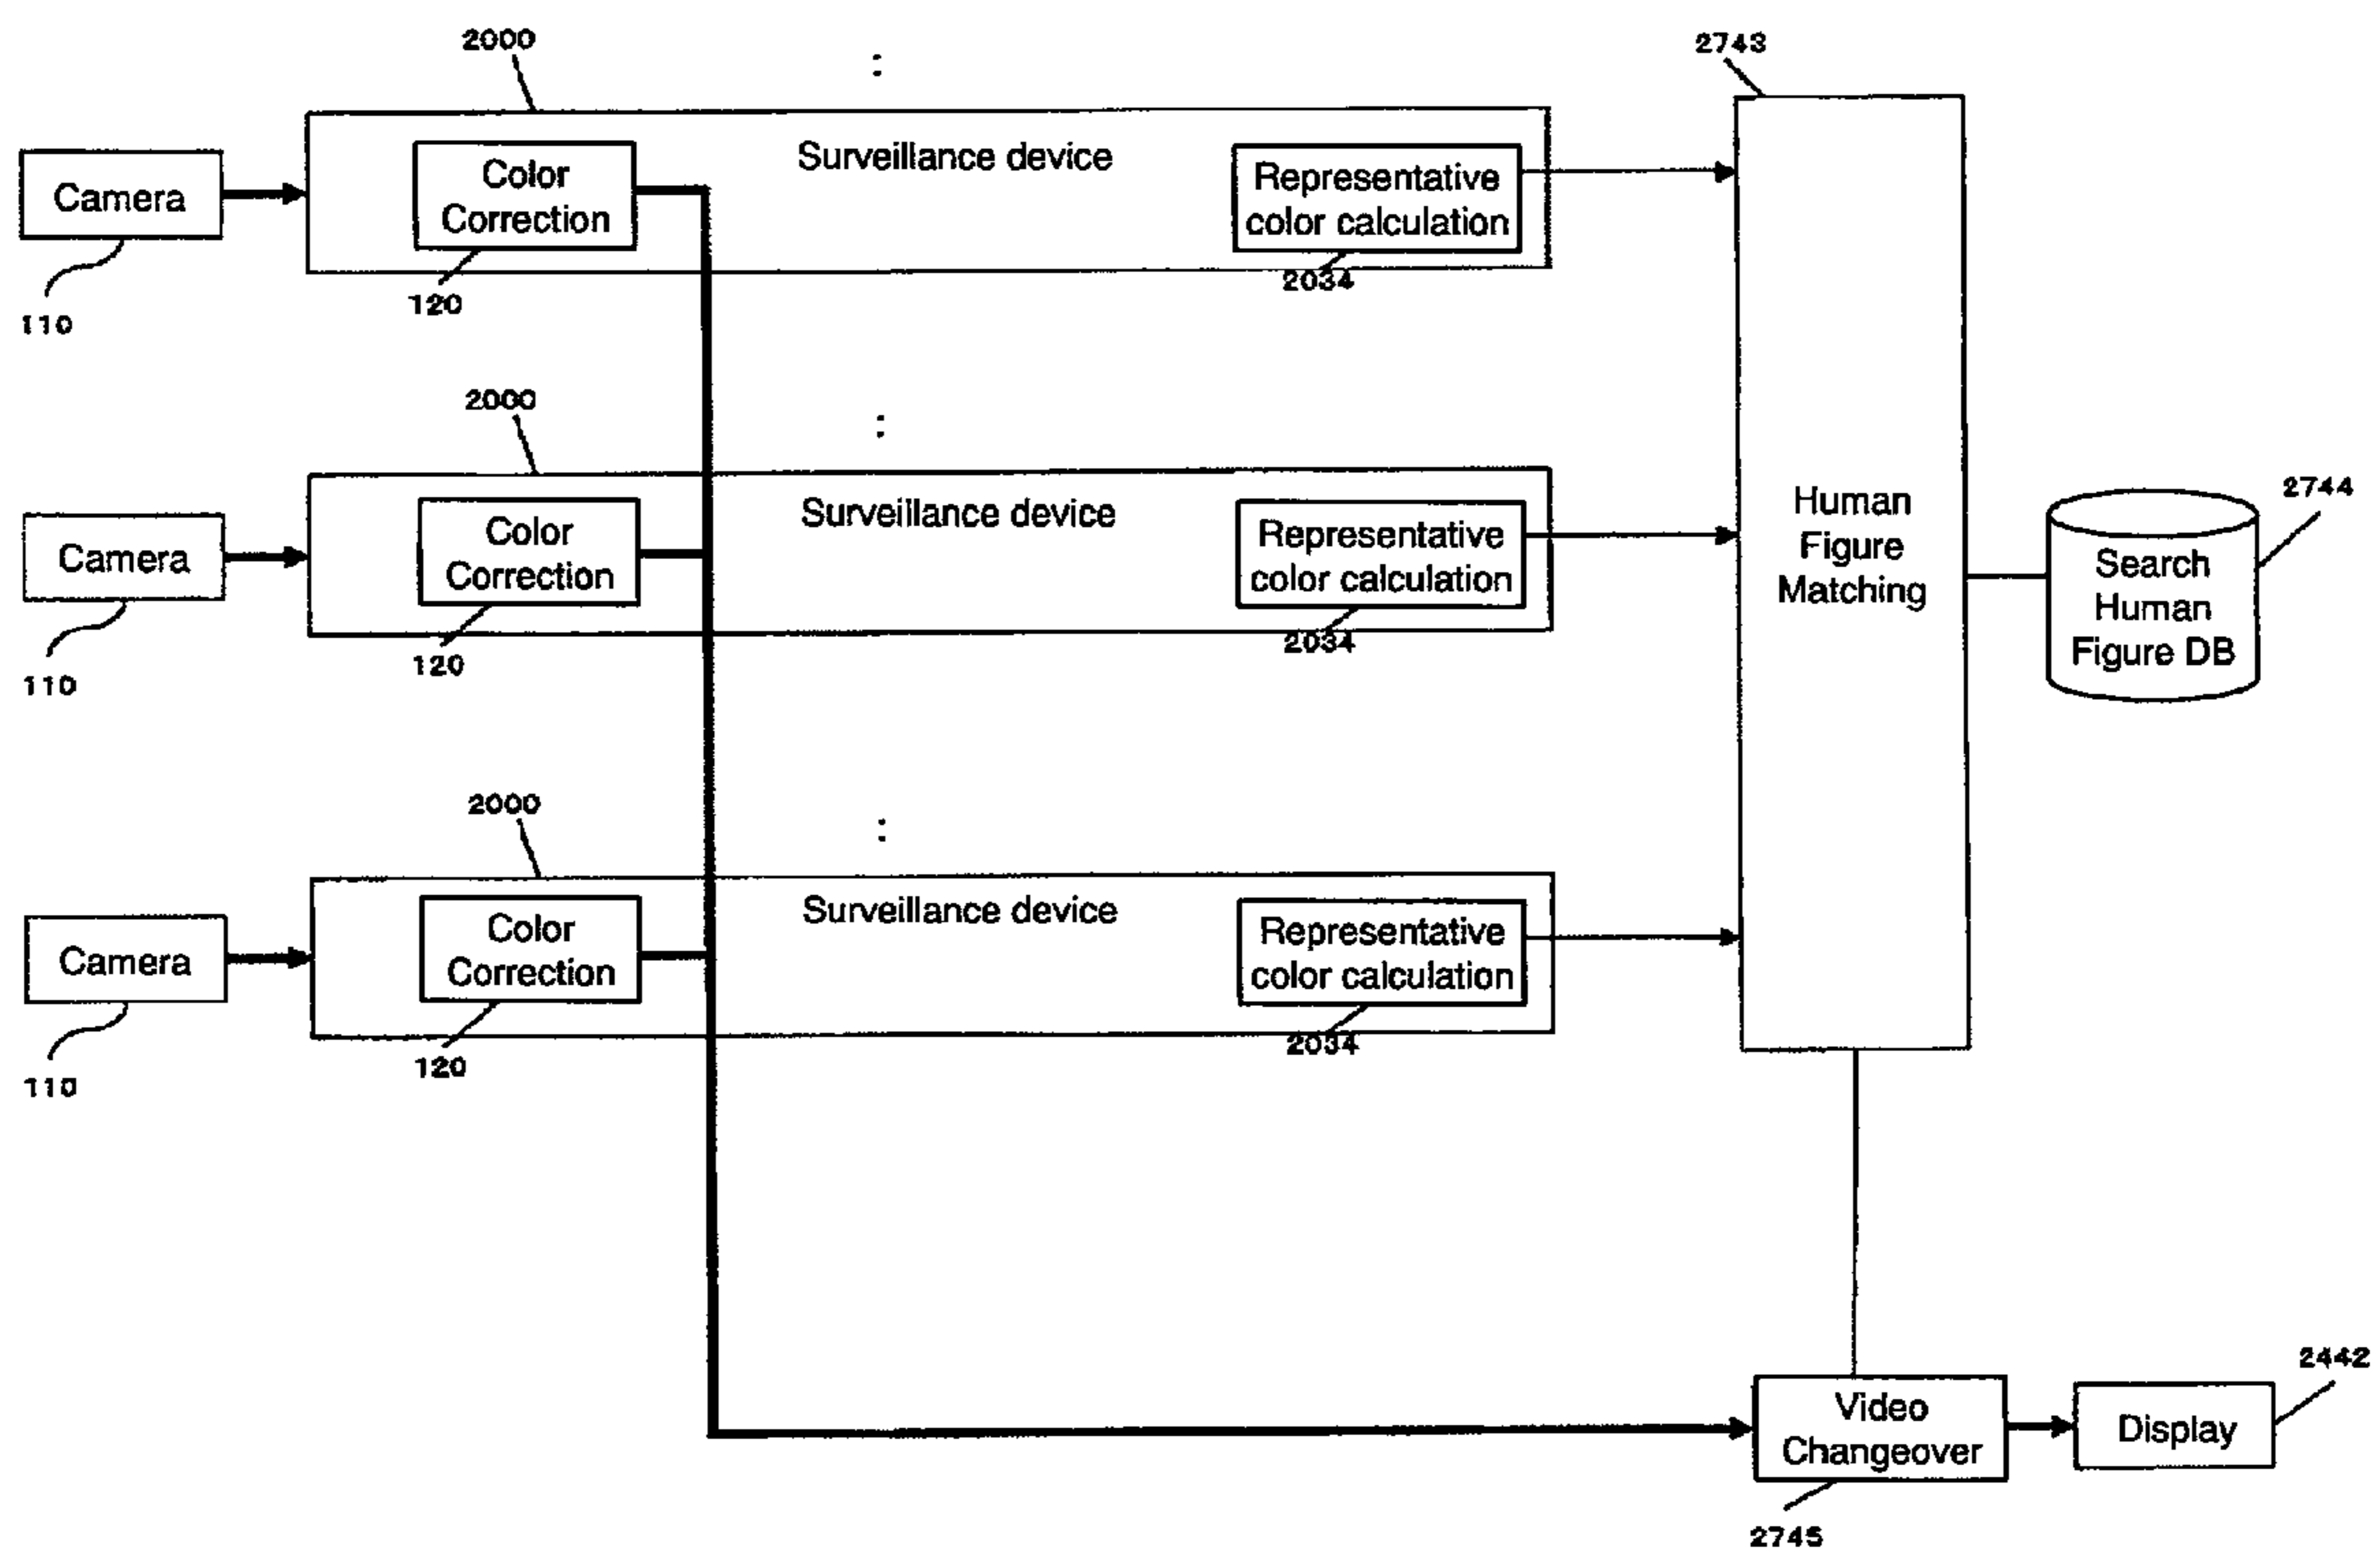 2000
2743
Camera
Color
Correction
Surveillance device
Representative
color calculation
110
120
2034
2000
Camera
Color
Correction
Surveillance device
Representative
color calculation
110
120
2034
Human
Figure
Matching
2744
Search
Human
Figure DB
2000
Camera
Color
Correction
Surveillance device
Representative
color calculation
110
120
2034
2442
Video
Changeover
Display
2745